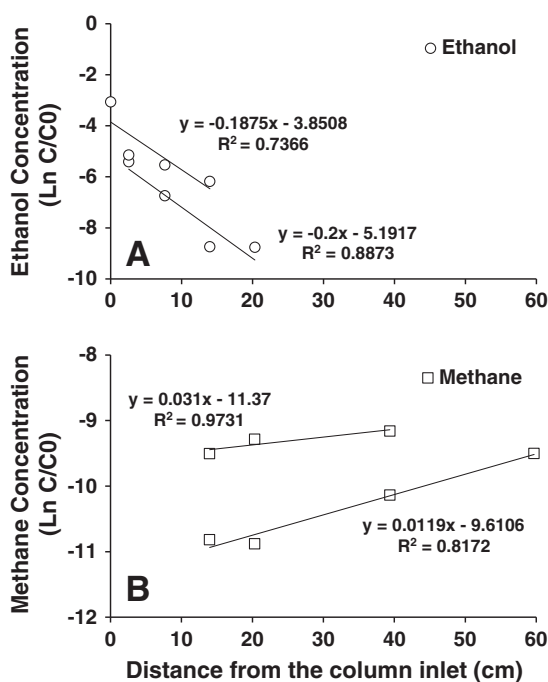 Ethanol Concentration
(Ln C/C0)
0
-2
-4
-6
-8
-10
Ethanol
y = -0.1875x - 3.8508
R² = 0.7366
y = -0.2x - 5.1917
R² = 0.8873
A
0 10 20 30 40 50 60
Methane Concentration
(Ln C/C0)
-8
-9
-10
-11
-12
Methane
y = 0.031x - 11.37
R² = 0.9731
y = 0.0119x - 9.6106
R² = 0.8172
B
0 10 20 30 40 50 60
Distance from the column inlet (cm)